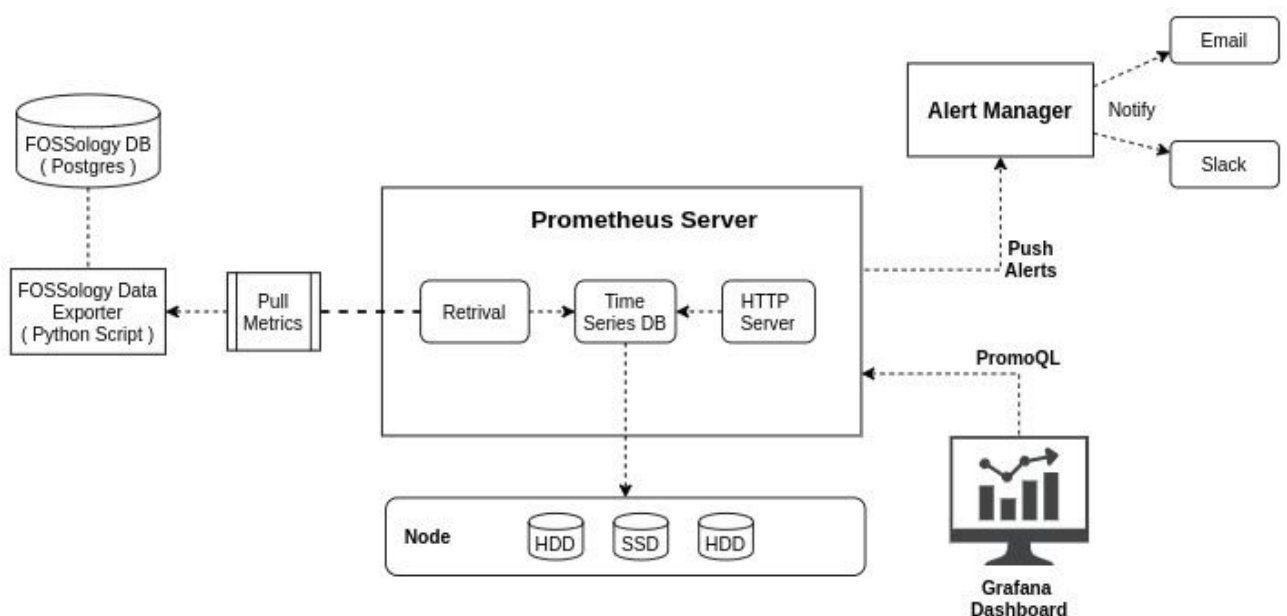 Email
Alert Manager
Notify
Slack
FOSSology DB
( Postgres )
Prometheus Server
Push
Alerts
FOSSology Data
Exporter
( Python Script )
Pull
Metrics
Retrival
Time
Series DB
HTTP
Server
PromoQL
Node
HDD
SSD
HDD
Grafana
Dashboard